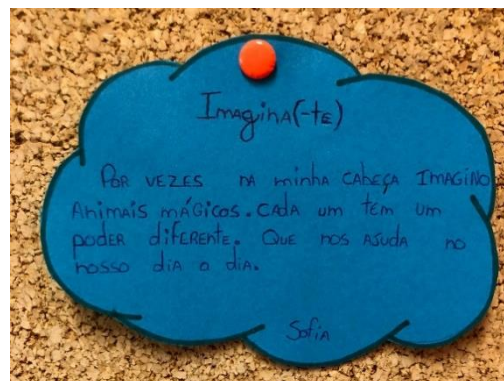 Imagina(-te)
Por vezes na minha cabeça imagino
animais mágicos. Cada um tem um
poder diferente. Que nos ajuda no
nosso dia a dia.
Sofia